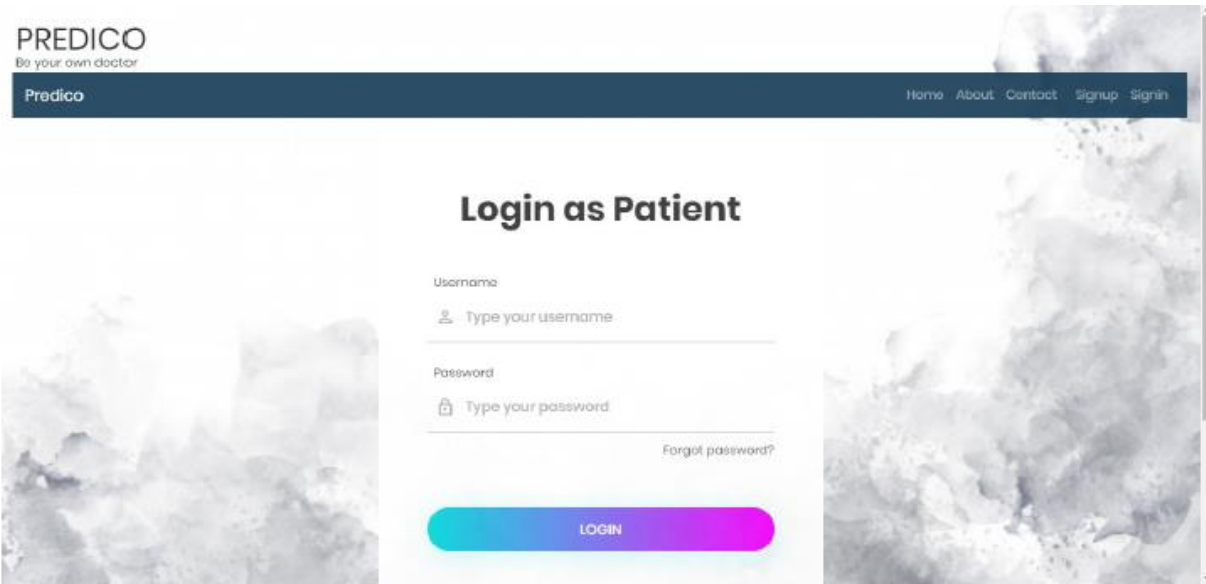 PREDICO
Be your own doctor
Predico
Home About Contact Signup Signin
Login as Patient
Username
Type your username
Password
Type your password
Forgot password?
LOGIN